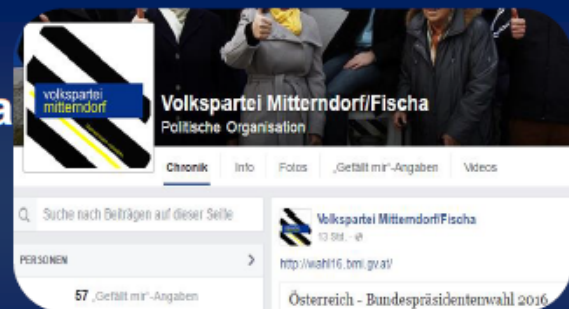 a
volkspartei
mitterndorf
Volkspartei Mitterndorf/Fischa
Politische Organisation
Chronik Info Fotos „Gefällt mir“-Angaben Videos
Suche nach Beiträgen auf dieser Seite
PERSONEN
57 „Gefällt mir“-Angaben
Volkspartei Mitterndorf/Fischa
13 Std. ·
http://wahl16.bmi.gv.at/
Österreich - Bundespräsidentenwahl 2016